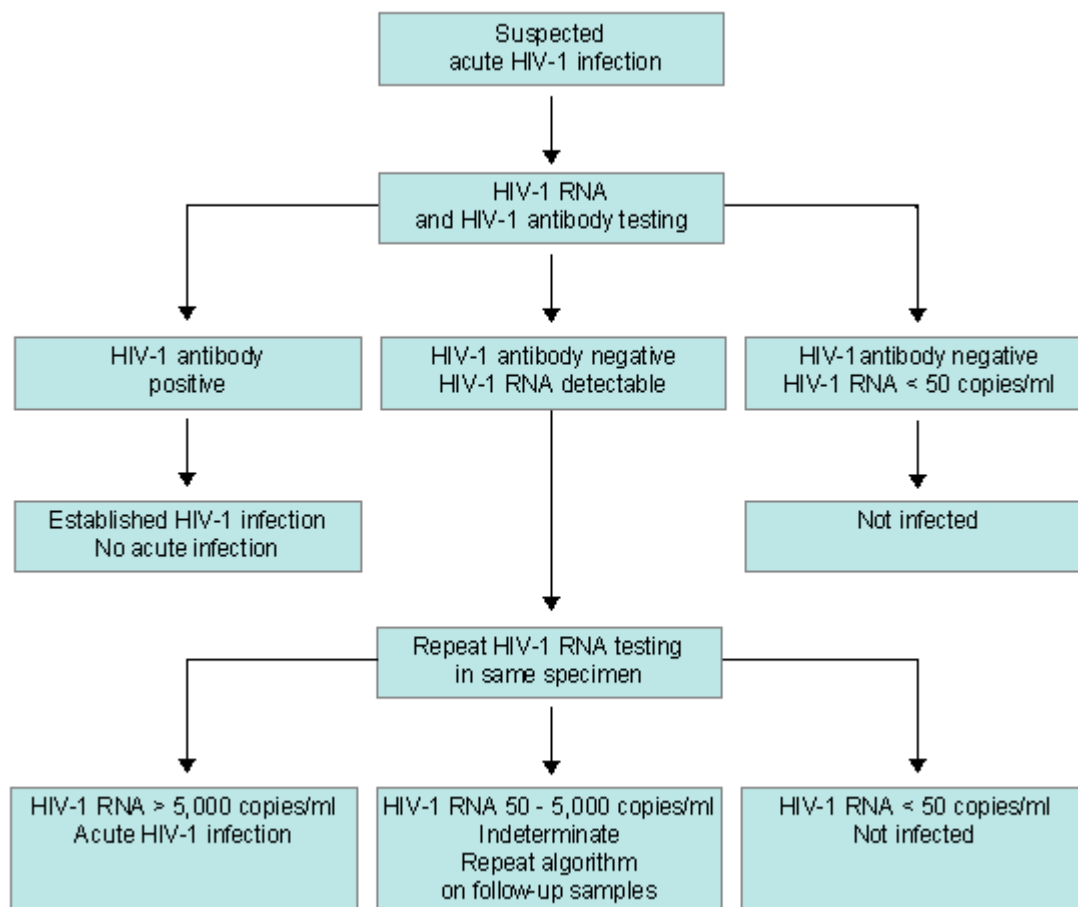 Suspected
acute HIV-1 infection
HIV-1 RNA
and HIV-1 antibody testing
HIV-1 antibody
positive
HIV-1 antibody negative
HIV-1 RNA detectable
HIV-1antibody negative
HIV-1 RNA < 50 copies/ml
Established HIV-1 infection
No acute infection
Not infected
Repeat HIV-1 RNA testing
in same specimen
HIV-1 RNA > 5,000 copies/ml
Acute HIV-1 infection
HIV-1 RNA 50 - 5,000 copies/ml
Indeterminate
Repeat algorithm
on follow-up samples
HIV-1 RNA < 50 copies/ml
Not infected